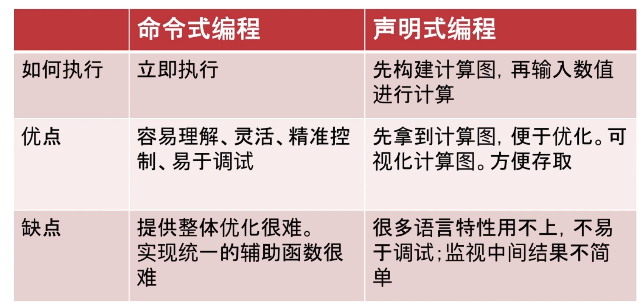 命令式编程
声明式编程
如何执行
立即执行
先构建计算图，再输入数值
进行计算
优点
容易理解、灵活、精准控
制、易于调试
先拿到计算图，便于优化。可
视化计算图。方便存取
缺点
提供整体优化很难。
实现统一的辅助函数很
难
很多语言特性用不上，不易
于调试；监视中间结果不简
单